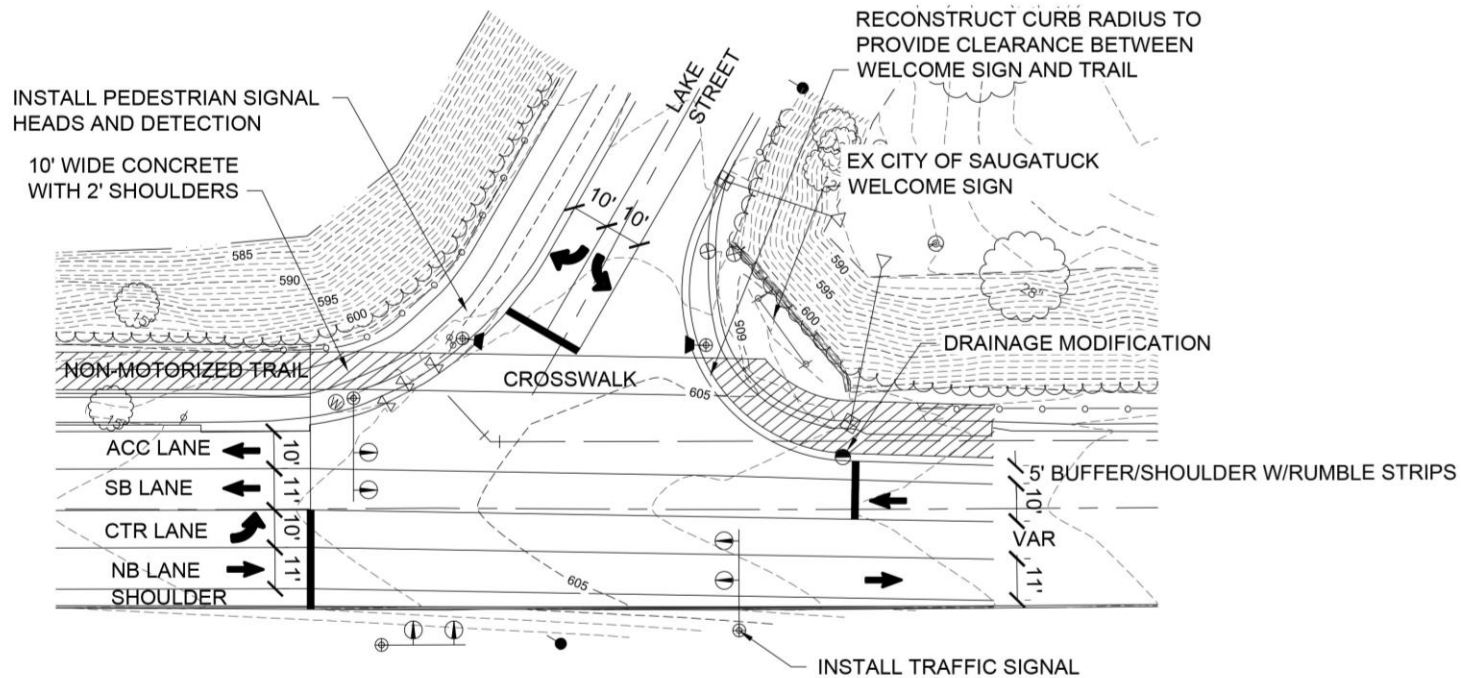 RECONSTRUCT CURB RADIUS TO
PROVIDE CLEARANCE BETWEEN
WELCOME SIGN AND TRAIL
INSTALL PEDESTRIAN SIGNAL
HEADS AND DETECTION
LAKE
STREET
10' WIDE CONCRETE
WITH 2' SHOULDERS
EX CITY OF SAUGATUCK
WELCOME SIGN
10'
10'
585
590
595
600
590
595
600
605
28"
15"
DRAINAGE MODIFICATION
NON-MOTORIZED TRAIL
CROSSWALK
605
M
ACC LANE
10'
SB LANE
11'
5' BUFFER/SHOULDER W/RUMBLE STRIPS
10'
CTR LANE
10'
VAR
NB LANE
11'
11'
605
SHOULDER
INSTALL TRAFFIC SIGNAL